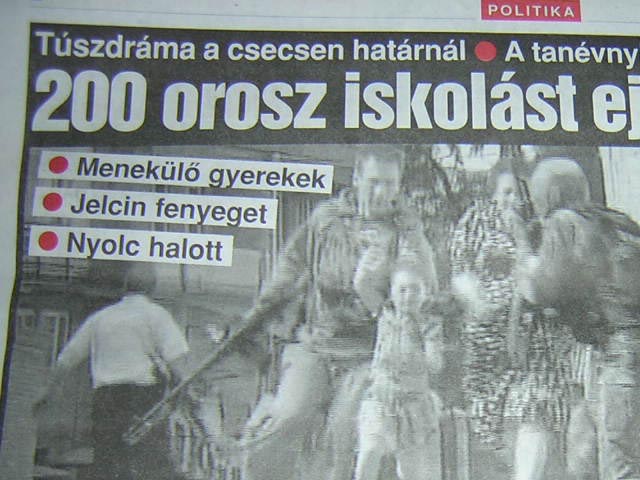 POLITIKA
Túszdráma a csecsen határnál • A tanévny
200 orosz iskolást ej
• Menekülő gyerekek
• Jelcin fenyeget
• Nyolc halott